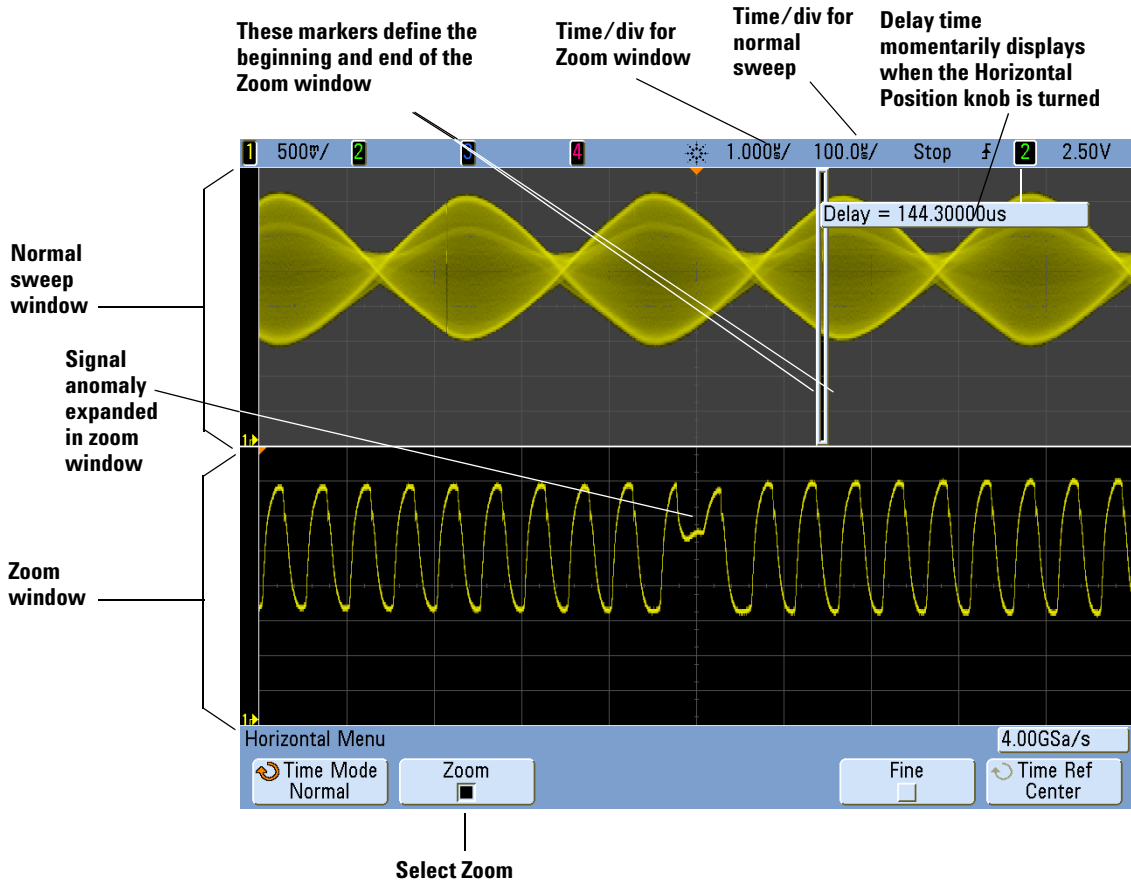 These markers define the
beginning and end of the
Zoom window
Time/div for
Zoom window
Time/div for
normal
sweep
Delay time
momentarily displays
when the Horizontal
Position knob is turned
1 500mV/ 2 3 4 1.000us/ 100.0us/ Stop 2 2.50V
Delay = 144.30000us
Normal
sweep
window
Signal
anomaly
expanded
in zoom
window
Zoom
window
Horizontal Menu
4.00GSa/s
Time Mode
Normal
Zoom
Fine
Time Ref
Center
Select Zoom